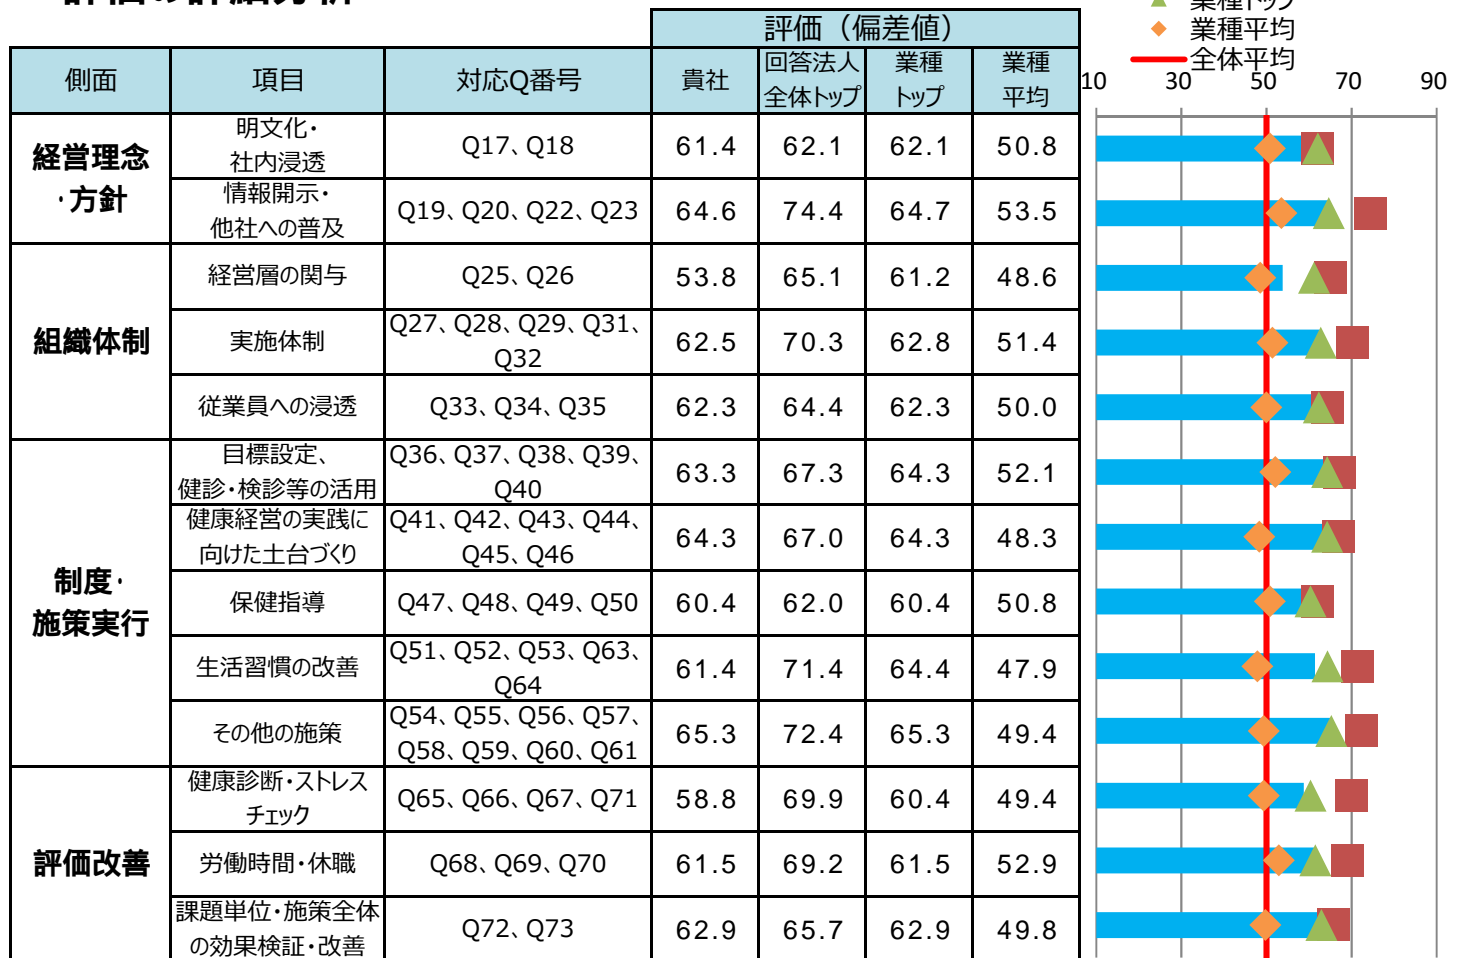 評価の詳細分析
業種トップ
業種平均
全体平均
評価（偏差値）
側面 項目 対応Q番号 貴社 回答法人 業種 業種
全体トップ トップ 平均
10 30 50 70 90
経営理念
・方針
明文化・
社内浸透
Q17、Q18 61.4 62.1 62.1 50.8
情報開示・
他社への普及
Q19、Q20、Q22、Q23 64.6 74.4 64.7 53.5
組織体制
経営層の関与 Q25、Q26 53.8 65.1 61.2 48.6
実施体制
Q27、Q28、Q29、Q31、
Q32
62.5 70.3 62.8 51.4
従業員への浸透 Q33、Q34、Q35 62.3 64.4 62.3 50.0
制度・
施策実行
目標設定、
健診・検診等の活用
Q36、Q37、Q38、Q39、
Q40
63.3 67.3 64.3 52.1
健康経営の実践に
向けた土台づくり
Q41、Q42、Q43、Q44、
Q45、Q46
64.3 67.0 64.3 48.3
保健指導 Q47、Q48、Q49、Q50 60.4 62.0 60.4 50.8
生活習慣の改善
Q51、Q52、Q53、Q63、
Q64
61.4 71.4 64.4 47.9
その他の施策
Q54、Q55、Q56、Q57、
Q58、Q59、Q60、Q61
65.3 72.4 65.3 49.4
評価改善
健康診断・ストレス
チェック
Q65、Q66、Q67、Q71 58.8 69.9 60.4 49.4
労働時間・休職 Q68、Q69、Q70 61.5 69.2 61.5 52.9
課題単位・施策全体
の効果検証・改善
Q72、Q73 62.9 65.7 62.9 49.8